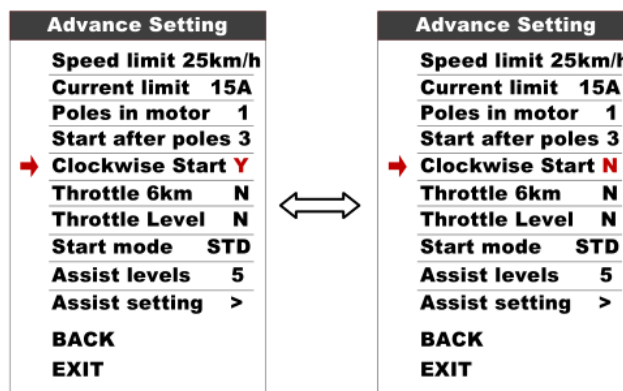 Advance Setting
Speed limit 25km/h
Current limit 15A
Poles in motor 1
Start after poles 3
Clockwise Start Y
Throttle 6km N
Throttle Level N
Start mode STD
Assist levels 5
Assist setting >
BACK
EXIT
Advance Setting
Speed limit 25km/h
Current limit 15A
Poles in motor 1
Start after poles 3
Clockwise Start N
Throttle 6km N
Throttle Level N
Start mode STD
Assist levels 5
Assist setting >
BACK
EXIT